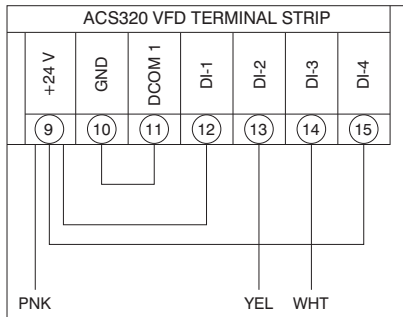 ACS320 VFD TERMINAL STRIP
+24 V GND DCOM 1 DI-1 DI-2 DI-3 DI-4
9 10 11 12 13 14 15
PNK YEL WHT